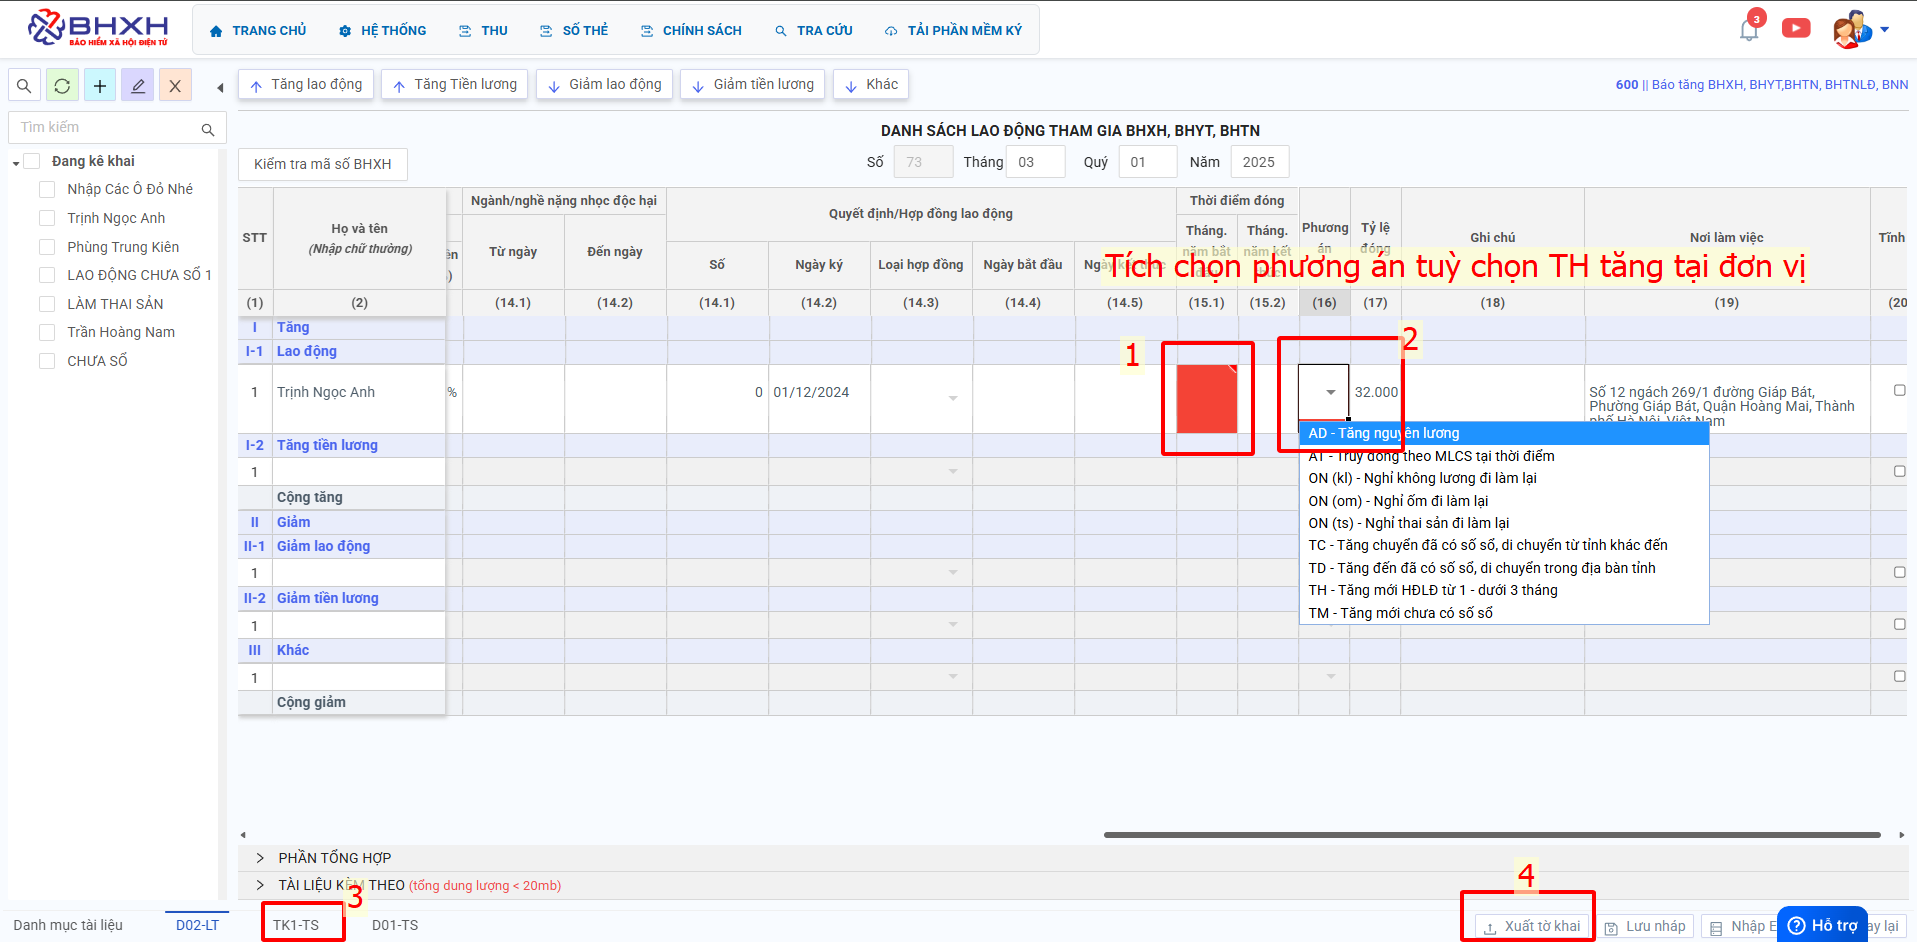 BHXH
BẢO HIỂM XÃ HỘI ĐIỆN TỬ
TRANG CHỦ
HỆ THỐNG
THU
SỔ THẺ
CHÍNH SÁCH
TRA CỨU
TẢI PHẦN MỀM KÝ
3
Tăng lao động
Tăng Tiền lương
Giảm lao động
Giảm tiền lương
Khác
600 || Báo tăng BHXH, BHYT,BHTN, BHTNLĐ, BNN
Tìm kiếm
Đang kê khai
Nhập Các Ô Đỏ Nhé
Trịnh Ngọc Anh
Phùng Trung Kiên
LAO ĐỘNG CHƯA SỔ 1
LÀM THAI SẢN
Trần Hoàng Nam
CHƯA SỔ
DANH SÁCH LAO ĐỘNG THAM GIA BHXH, BHYT, BHTN
Kiểm tra mã số BHXH
Số 73 Tháng 03 Quý 01 Năm 2025
STT
Họ và tên
(Nhập chữ thường)
Ngành/nghề nặng nhọc độc hại
Từ ngày
Đến ngày
Quyết định/Hợp đồng lao động
Số
Ngày ký
Loại hợp đồng
Ngày bắt đầu
Thời điểm đóng
Tháng.
Tháng.
Phương
Tỷ lệ
Ghi chú
Nơi làm việc
Tính
Tích chọn phương án tuỳ chọn TH tăng tại đơn vị
(1) (2) (14.1) (14.2) (14.1) (14.2) (14.3) (14.4) (14.5) (15.1) (15.2) (16) (17) (18) (19) (20
I Tăng
I-1 Lao động
1
2
1 Trịnh Ngọc Anh % 0 01/12/2024 32.000
Số 12 ngách 269/1 đường Giáp Bát,
Phường Giáp Bát, Quận Hoàng Mai, Thành
phố Hà Nội, Việt Nam
AD - Tăng nguyên lương
AT - Truy đóng theo MLCS tại thời điểm
ON (kl) - Nghỉ không lương đi làm lại
ON (om) - Nghỉ ốm đi làm lại
ON (ts) - Nghỉ thai sản đi làm lại
TC - Tăng chuyển đã có số sổ, di chuyển từ tỉnh khác đến
TD - Tăng đến đã có số sổ, di chuyển trong địa bàn tỉnh
TH - Tăng mới HĐLĐ từ 1 - dưới 3 tháng
TM - Tăng mới chưa có số sổ
I-2 Tăng tiền lương
1
Cộng tăng
II Giảm
II-1 Giảm lao động
1
II-2 Giảm tiền lương
1
III Khác
1
Cộng giảm
PHẦN TỔNG HỢP
TÀI LIỆU KÈM THEO (tổng dung lượng < 20mb)
3
4
Danh mục tài liệu
D02-LT
TK1-TS
D01-TS
Xuất tờ khai
Lưu nháp
Nhập E
Hỗ trợ
ay lại